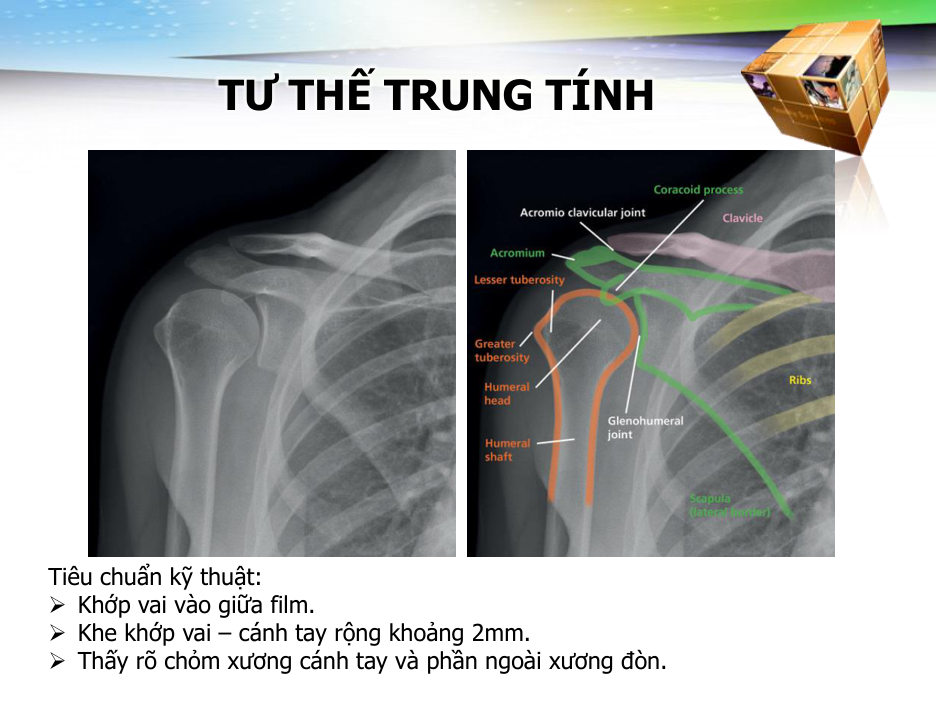 TƯ THẾ TRUNG TÍNH
Coracoid process
Acromio clavicular joint
Clavicle
Acromium
Lesser tuberosity
Greater
tuberosity
Ribs
Humeral
head
Glenohumeral
joint
Humeral
shaft
Scapula
(lateral border)
Tiêu chuẩn kỹ thuật:
➢ Khớp vai vào giữa film.
➢ Khe khớp vai – cánh tay rộng khoảng 2mm.
➢ Thấy rõ chỏm xương cánh tay và phần ngoài xương đòn.